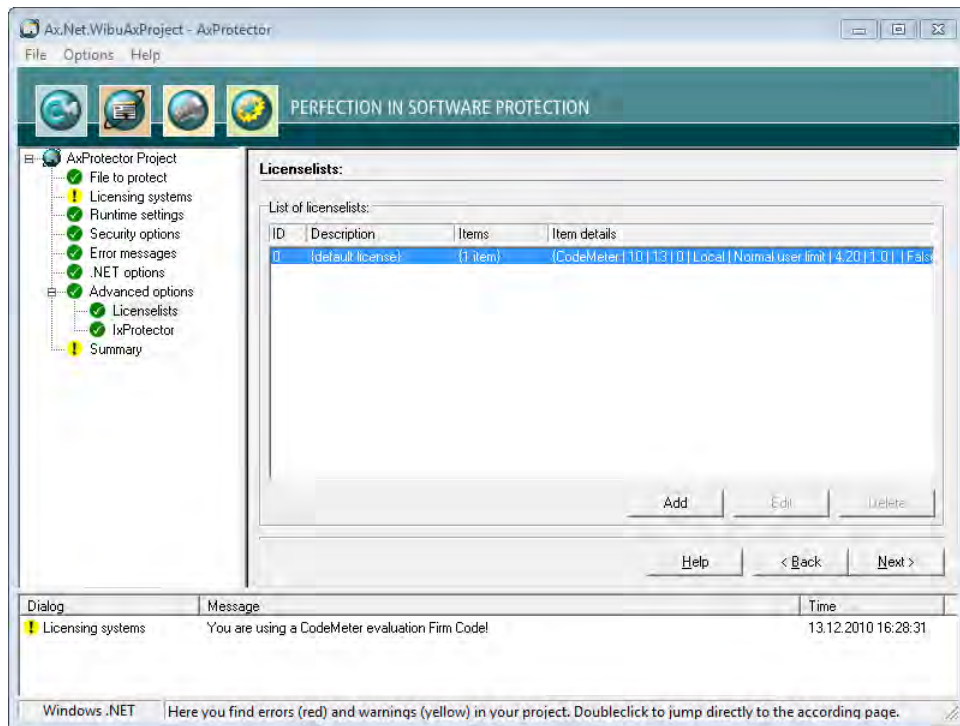 Ax.Net.WibuAxProject - AxProtector
File Options Help
PERFECTION IN SOFTWARE PROTECTION
AxProtector Project
File to protect
Licensing systems
Runtime settings
Security options
Error messages
.NET options
Advanced options
Licenselists
IxProtector
Summary
Licenselists:
List of licenselists:
ID Description Items Item details
0 (default license) (1 item) (CodeMeter | 10 | 13 | 0 | Local | Normal user limit | 4.20 | 1.0 | | False
Add Edit Delete
Help < Back Next >
Dialog Message Time
Licensing systems You are using a CodeMeter evaluation Firm Code! 13.12.2010 16:28:31
Windows .NET Here you find errors (red) and warnings (yellow) in your project. Doubleclick to jump directly to the according page.